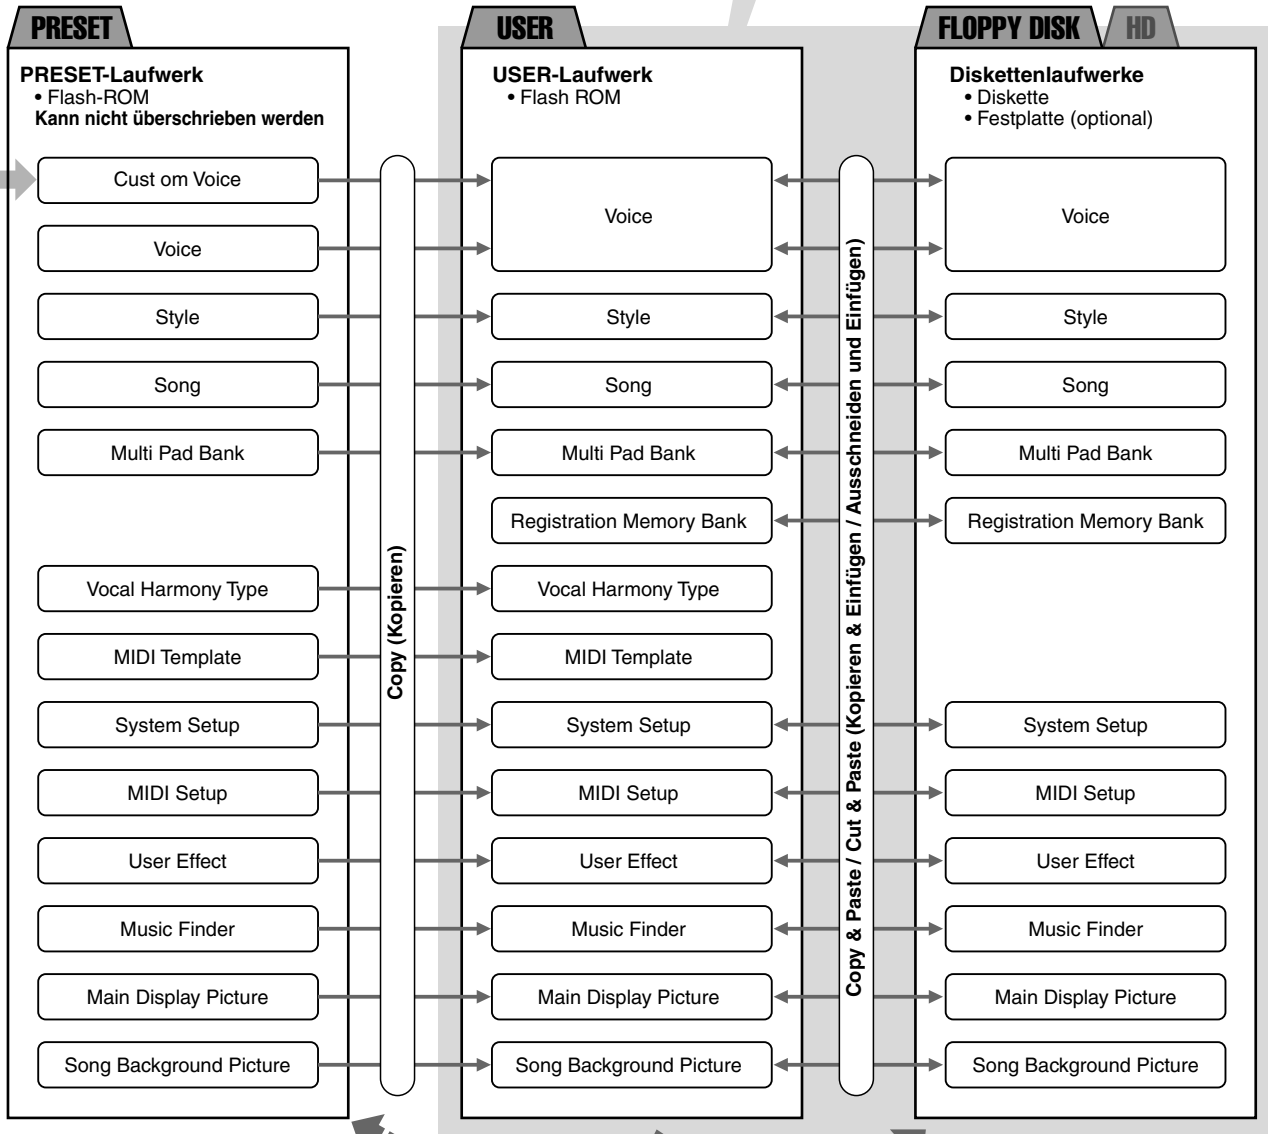 PRESET
PRESET-Laufwerk
• Flash-ROM
Kann nicht überschrieben werden
Cust om Voice
Voice
Style
Song
Multi Pad Bank
Vocal Harmony Type
MIDI Template
System Setup
MIDI Setup
User Effect
Music Finder
Main Display Picture
Song Background Picture
Copy (Kopieren)
USER
USER-Laufwerk
• Flash ROM
Voice
Style
Song
Multi Pad Bank
Registration Memory Bank
Vocal Harmony Type
MIDI Template
System Setup
MIDI Setup
User Effect
Music Finder
Main Display Picture
Song Background Picture
Copy & Paste / Cut & Paste (Kopieren & Einfügen / Ausschneiden und Einfügen)
FLOPPY DISK
HD
Diskettenlaufwerke
• Diskette
• Festplatte (optional)
Voice
Style
Song
Multi Pad Bank
Registration Memory Bank
System Setup
MIDI Setup
User Effect
Music Finder
Main Display Picture
Song Background Picture